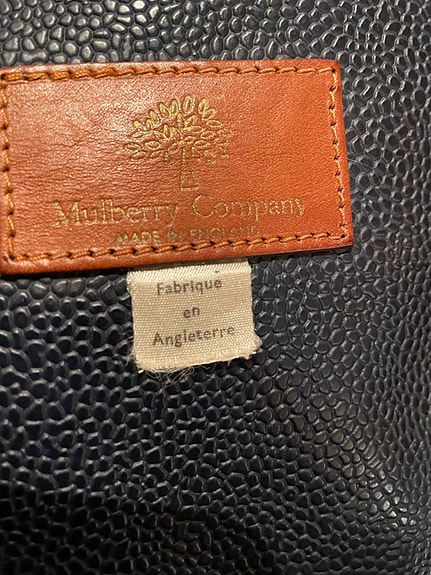 Mulberry Company
MADE IN ENGLAND
Fabrique
en
Angleterre